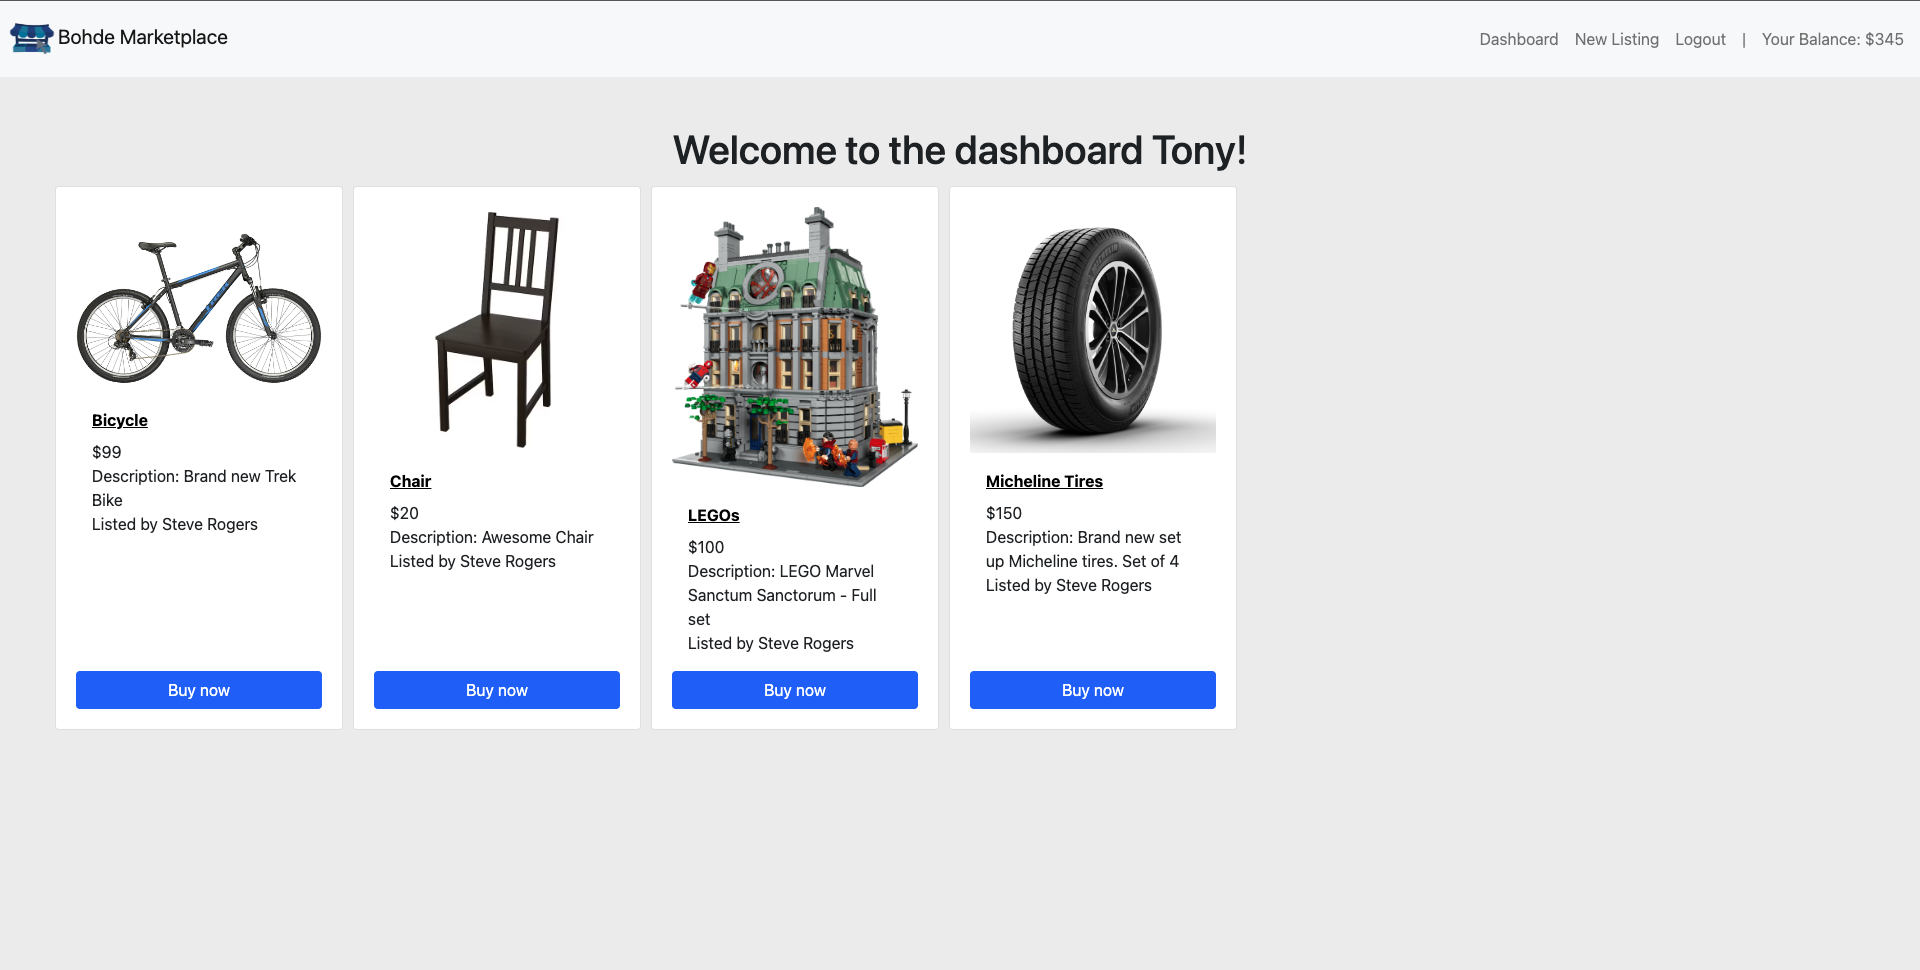 Bohde Marketplace
Dashboard New Listing Logout | Your Balance: $345
Welcome to the dashboard Tony!
Bicycle
$99
Description: Brand new Trek
Bike
Listed by Steve Rogers
Buy now
Chair
$20
Description: Awesome Chair
Listed by Steve Rogers
Buy now
LEGOs
$100
Description: LEGO Marvel
Sanctum Sanctorum - Full
set
Listed by Steve Rogers
Buy now
Micheline Tires
$150
Description: Brand new set
up Micheline tires. Set of 4
Listed by Steve Rogers
Buy now